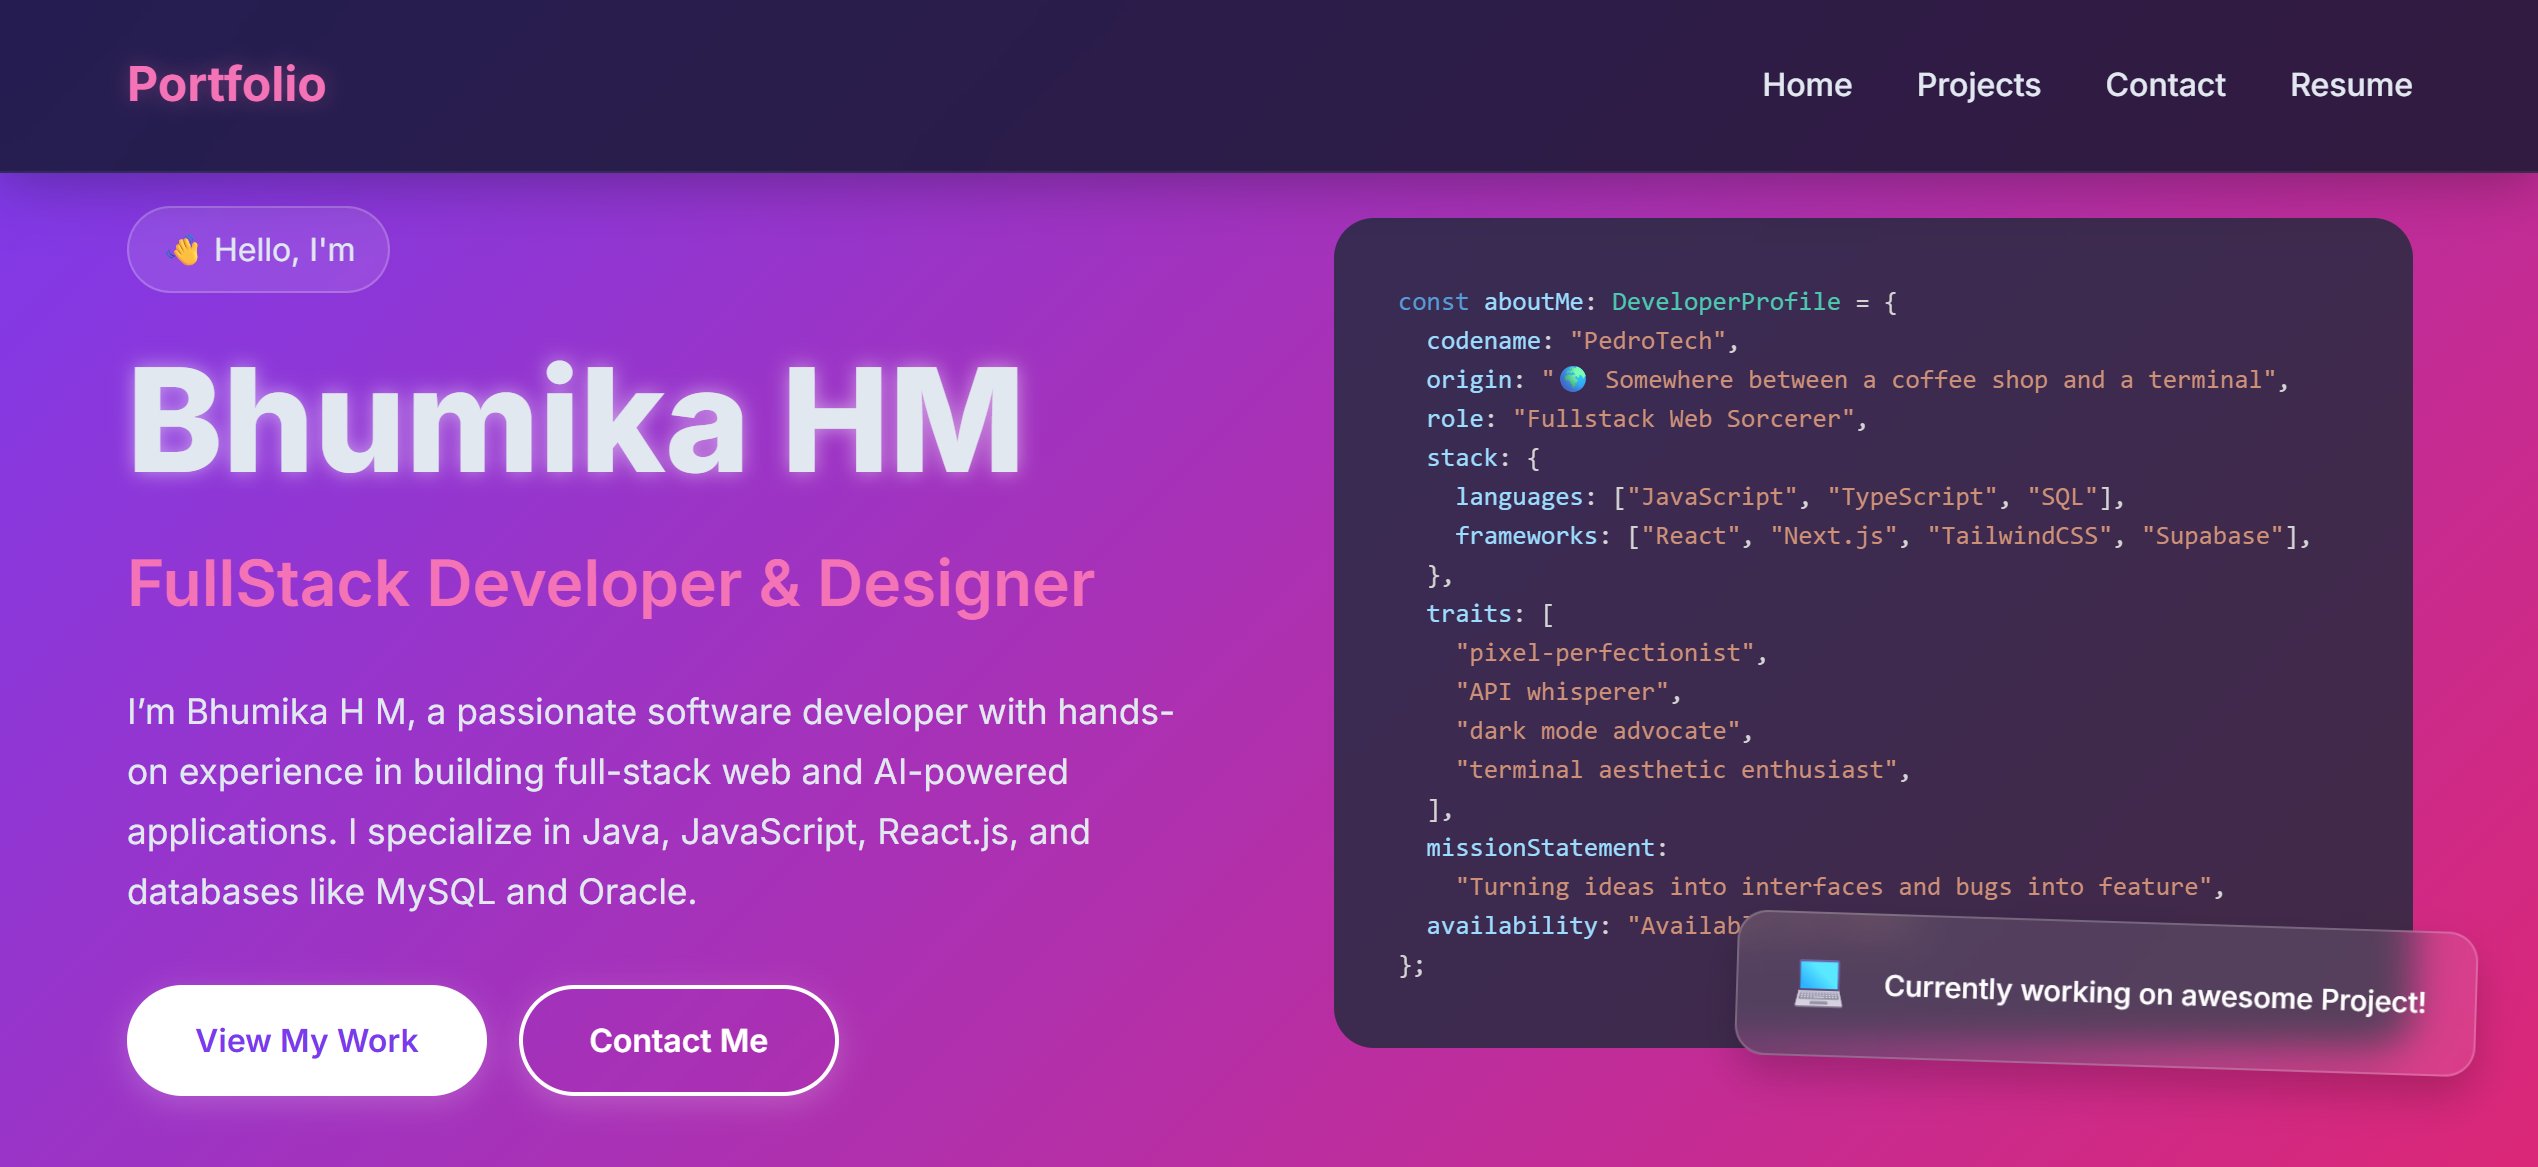 Portfolio
Home Projects Contact Resume
👋 Hello, I'm
Bhumika HM
FullStack Developer & Designer
I’m Bhumika H M, a passionate software developer with hands-
on experience in building full-stack web and AI-powered
applications. I specialize in Java, JavaScript, React.js, and
databases like MySQL and Oracle.
View My Work
Contact Me
const aboutMe: DeveloperProfile = {
  codename: "PedroTech",
  origin: "🌍 Somewhere between a coffee shop and a terminal",
  role: "Fullstack Web Sorcerer",
  stack: {
    languages: ["JavaScript", "TypeScript", "SQL"],
    frameworks: ["React", "Next.js", "TailwindCSS", "Supabase"],
  },
  traits: [
    "pixel-perfectionist",
    "API whisperer",
    "dark mode advocate",
    "terminal aesthetic enthusiast",
  ],
  missionStatement:
    "Turning ideas into interfaces and bugs into feature",
  availability:
};
💻 Currently working on awesome Project!